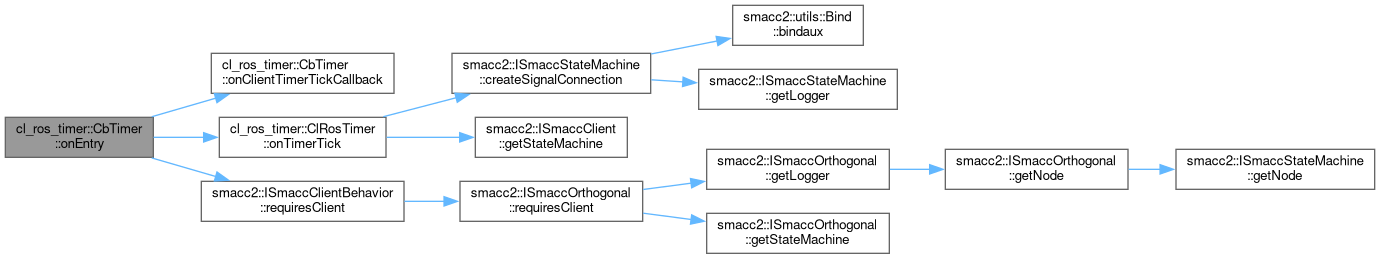 smacc2::utils::Bind
::bindaux
cl_ros_timer::CbTimer
::onClientTimerTickCallback
smacc2::ISmaccStateMachine
::createSignalConnection
smacc2::ISmaccStateMachine
::getLogger
cl_ros_timer::CbTimer
::onEntry
cl_ros_timer::ClRosTimer
::onTimerTick
smacc2::ISmaccClient
::getStateMachine
smacc2::ISmaccOrthogonal
::getLogger
smacc2::ISmaccOrthogonal
::getNode
smacc2::ISmaccStateMachine
::getNode
smacc2::ISmaccClientBehavior
::requiresClient
smacc2::ISmaccOrthogonal
::requiresClient
smacc2::ISmaccOrthogonal
::getStateMachine